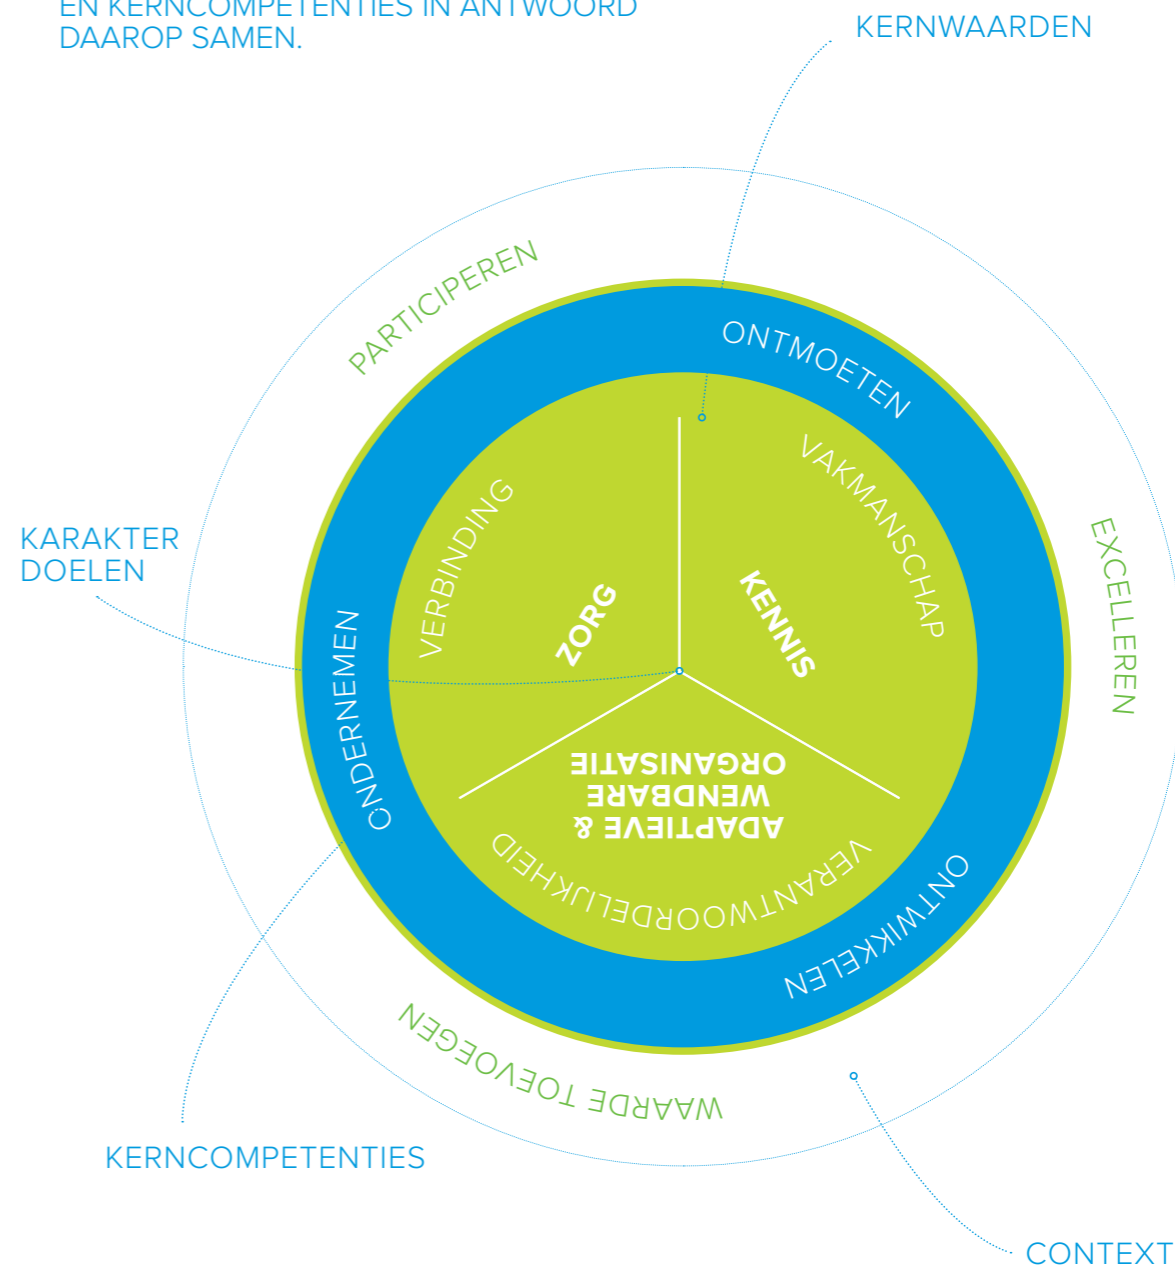 EN KERNCOMPETENTIES IN ANTWOORD
DAAROP SAMEN.
KERNWAARDEN
PARTICIPEREN
ONTMOETEN
VAKMANSCHAP
VERBINDING
EXCELLEREN
KARAKTER
DOELEN
ZORG
KENNIS
ONDERNEMEN
ADAPTIEVE &
WENDBARE
ORGANISATIE
VERANTWOORDELIJKHEID
ONTWIKKELEN
WAARDE TOEVOEGEN
KERNCOMPETENTIES
CONTEXT